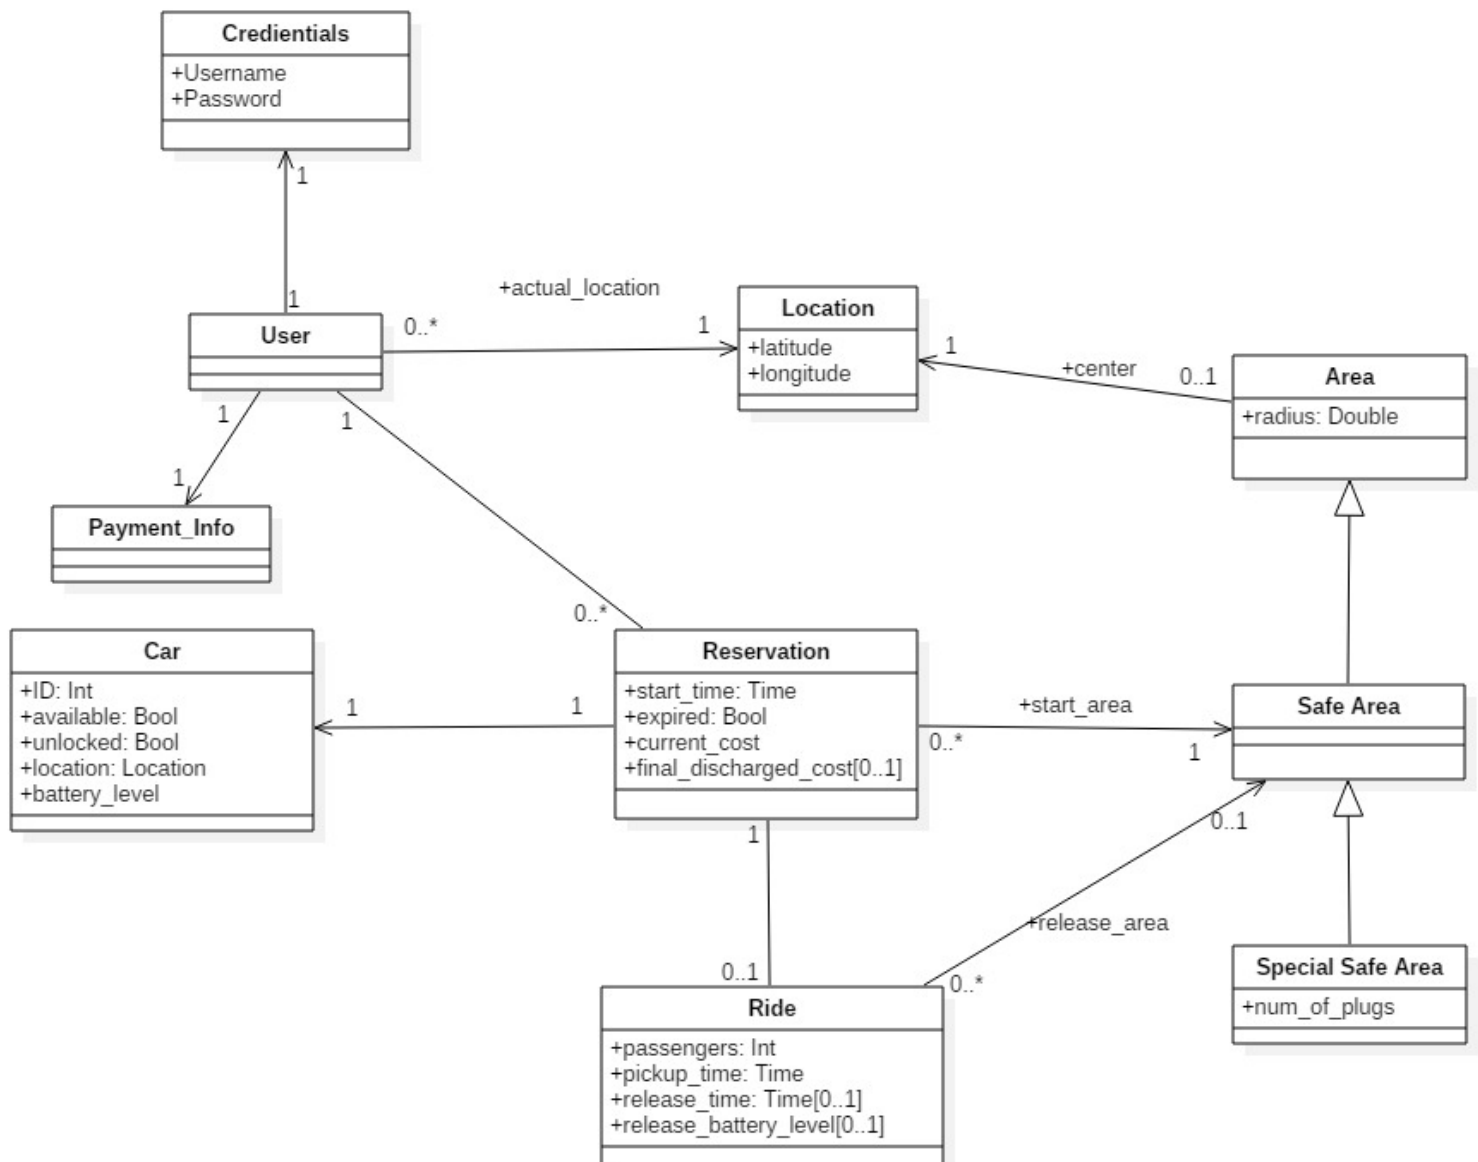 Credientials
+Username
+Password
1
1
User
0..*
+actual_location
1
Location
+latitude
+longitude
1
+center
0..1
Area
+radius: Double
1
1
1
Payment_Info
0..*
Car
+ID: Int
+available: Bool
+unlocked: Bool
+location: Location
+battery_level
1
1
Reservation
+start_time: Time
+expired: Bool
+current_cost
+final_discharged_cost[0..1]
+start_area
0..*
1
Safe Area
0..1
1
+release_area
0..1
0..*
Special Safe Area
+num_of_plugs
Ride
+passengers: Int
+pickup_time: Time
+release_time: Time[0..1]
+release_battery_level[0..1]